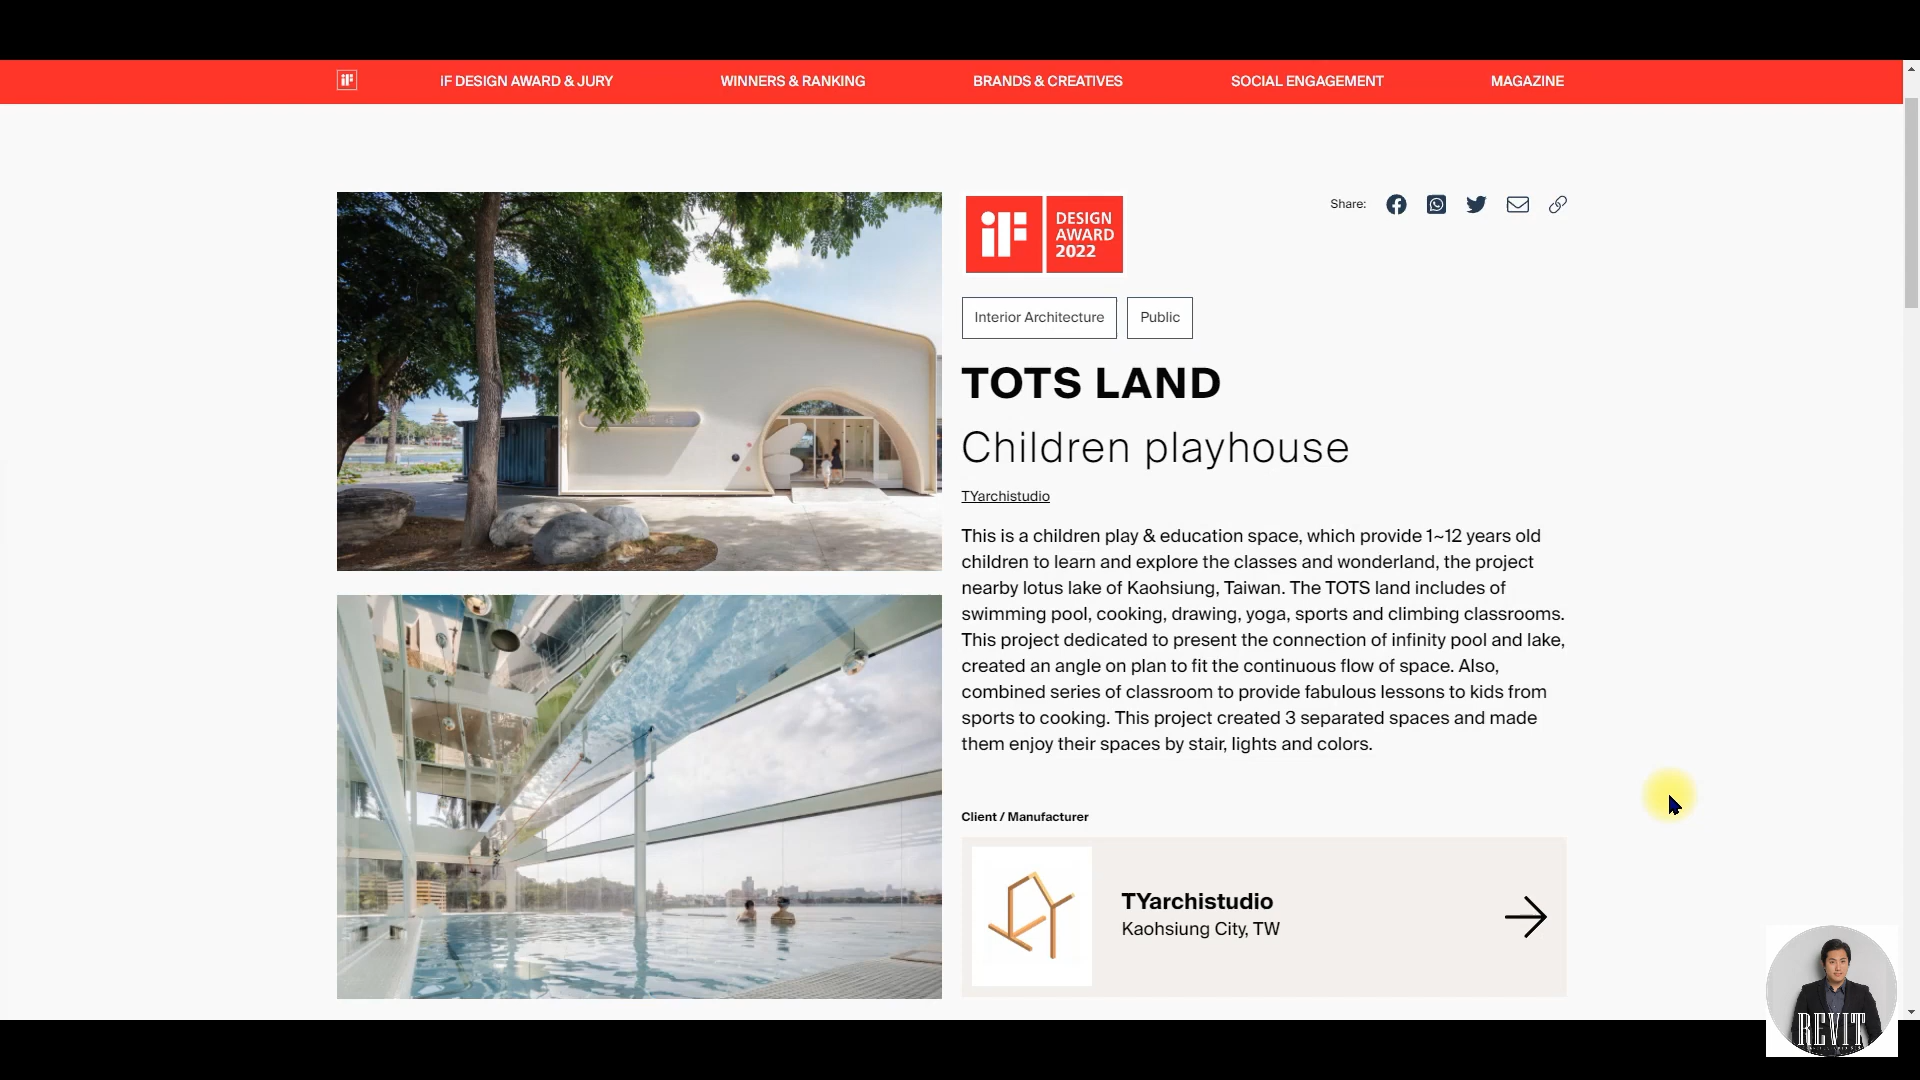 iF
iF DESIGN AWARD & JURY
WINNERS & RANKING
BRANDS & CREATIVES
SOCIAL ENGAGEMENT
MAGAZINE
iF
DESIGN
AWARD
2022
Share:
Interior Architecture
Public
TOTS LAND
Children playhouse
TYarchistudio
This is a children play & education space, which provide 1~12 years old
children to learn and explore the classes and wonderland, the project
nearby lotus lake of Kaohsiung, Taiwan. The TOTS land includes of
swimming pool, cooking, drawing, yoga, sports and climbing classrooms.
This project dedicated to present the connection of infinity pool and lake,
created an angle on plan to fit the continuous flow of space. Also,
combined series of classroom to provide fabulous lessons to kids from
sports to cooking. This project created 3 separated spaces and made
them enjoy their spaces by stair, lights and colors.
Client / Manufacturer
TYarchistudio
Kaohsiung City, TW
REVIT